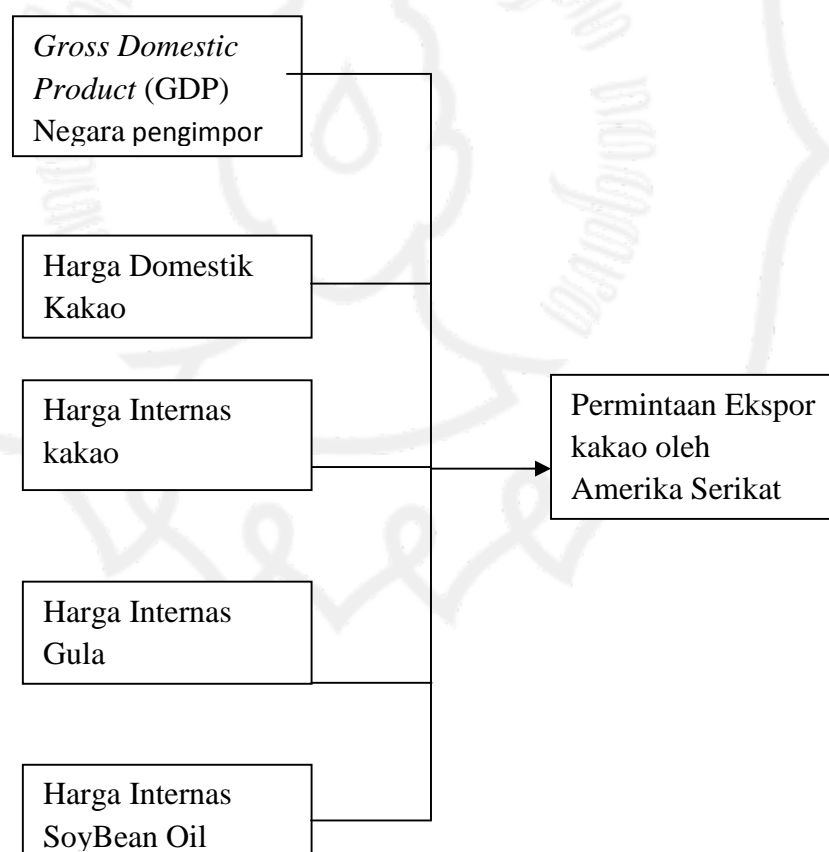 Gross Domestic
Product (GDP)
Negara pengimpor
Harga Domestik
Kakao
Harga Internas
kakao
Permintaan Ekspor
kakao oleh
Amerika Serikat
Harga Internas
Gula
Harga Internas
SoyBean Oil